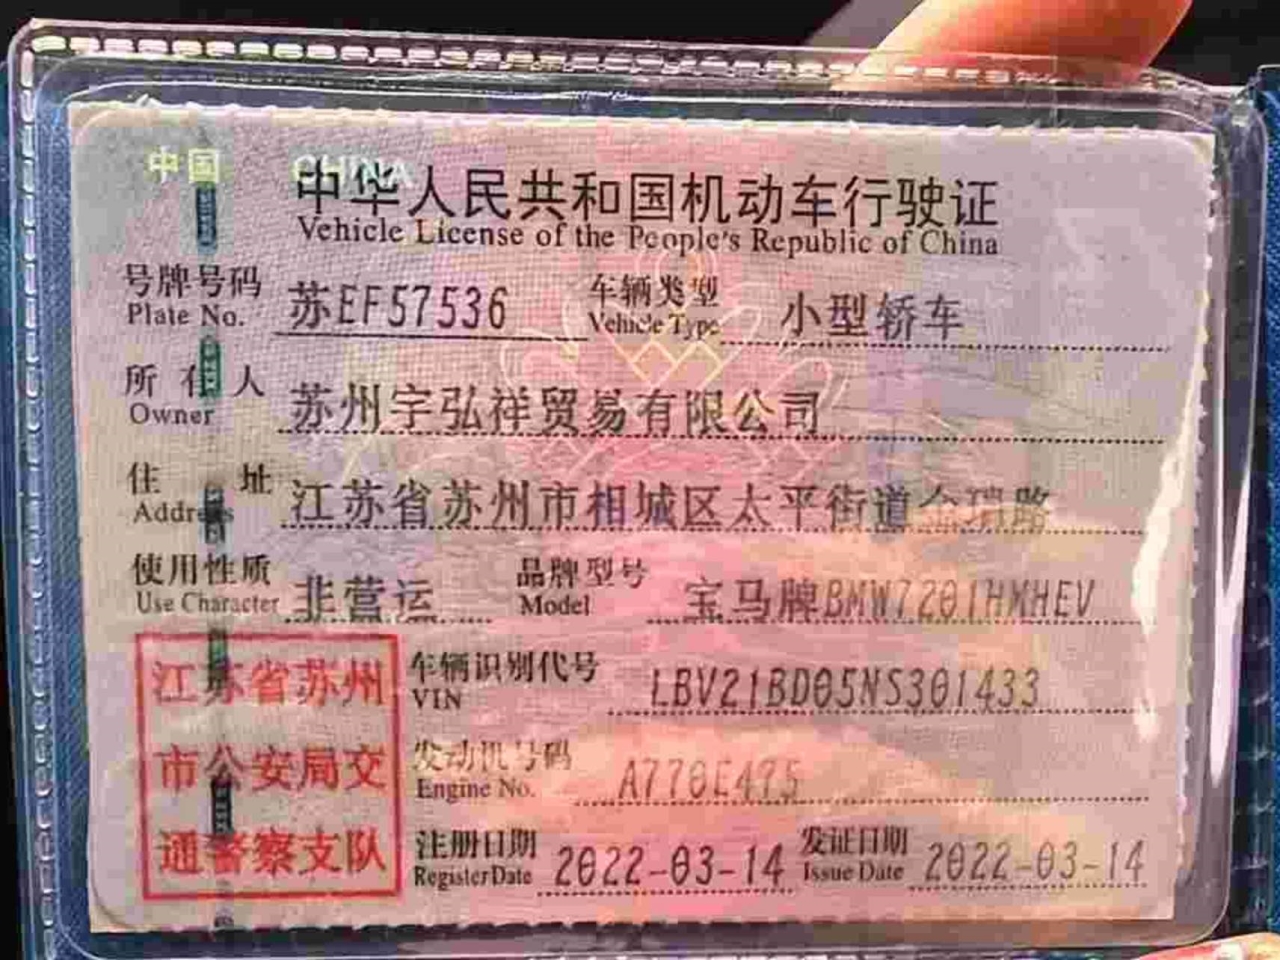 中国 CHINA
中华人民共和国机动车行驶证
Vehicle License of the People's Republic of China
号牌号码 苏EF57536 车辆类型 小型轿车
Plate No. Vehicle Type
所有人 苏州宇弘祥贸易有限公司
Owner
住址 江苏省苏州市相城区太平街道金瑞路
Address
使用性质 非营运 品牌型号 宝马牌BMW7201HMHEV
Use Character Model
车辆识别代号 LBV21BD05NS301433
VIN
发动机号码 A770E475
Engine No.
注册日期 2022-03-14 发证日期 2022-03-14
Register Date Issue Date
江苏省苏州
市公安局交
通警察支队